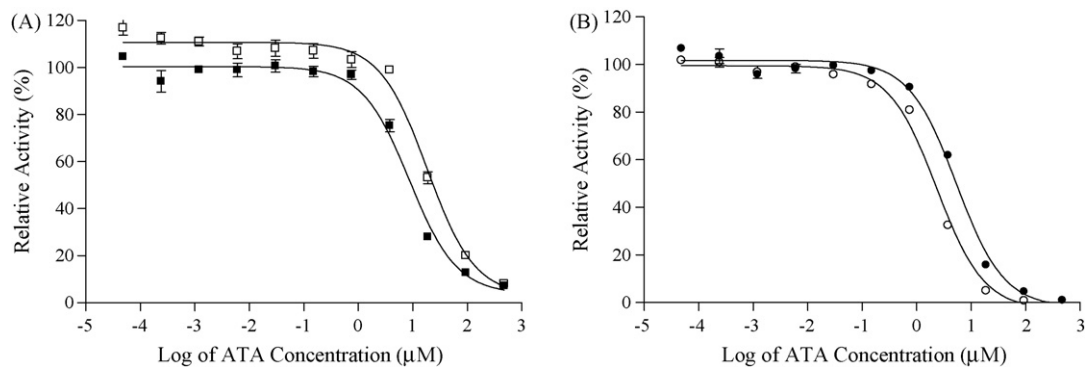 (A)
Relative Activity (%)
120
100
80
60
40
20
0
-5 -4 -3 -2 -1 0 1 2 3
Log of ATA Concentration (μM)
(B)
Relative Activity (%)
120
100
80
60
40
20
0
-5 -4 -3 -2 -1 0 1 2 3
Log of ATA Concentration (μM)